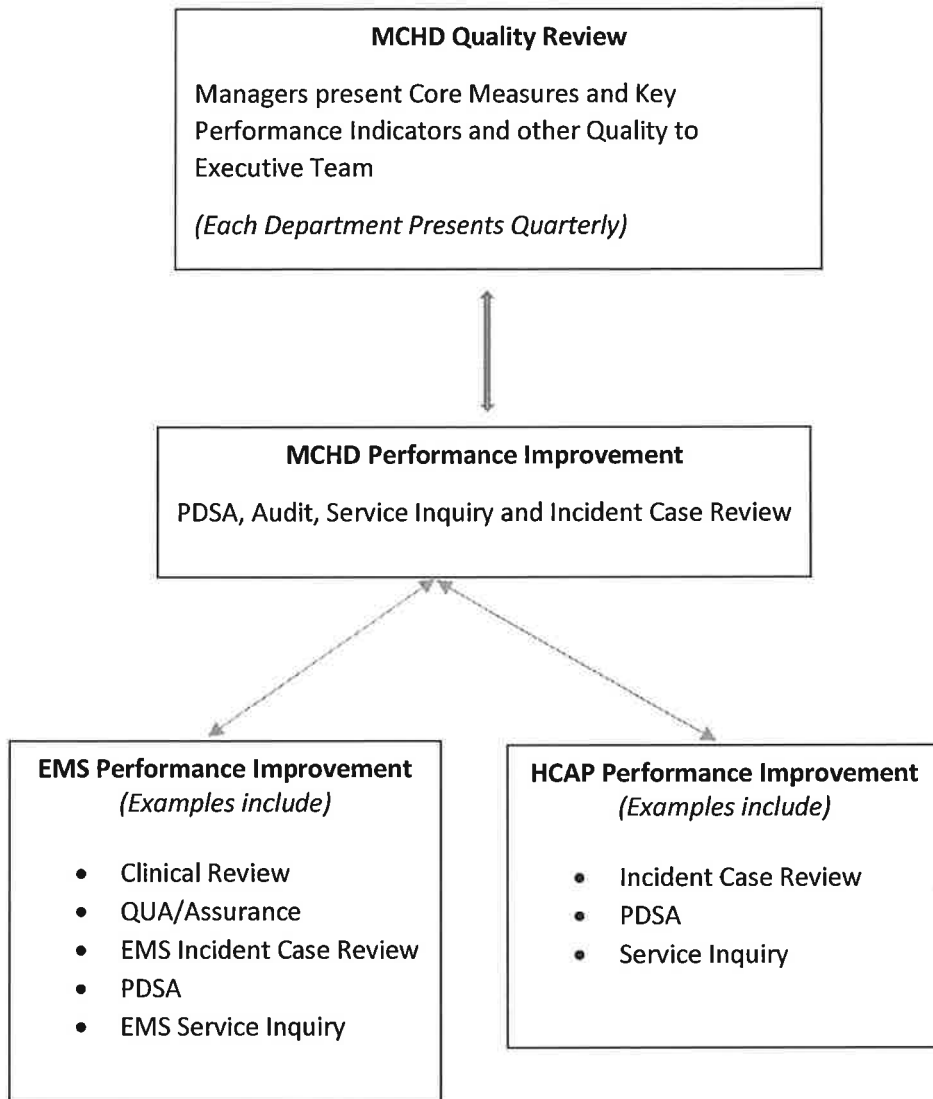 MCHD Quality Review
Managers present Core Measures and Key
Performance Indicators and other Quality to
Executive Team
(Each Department Presents Quarterly)
MCHD Performance Improvement
PDSA, Audit, Service Inquiry and Incident Case Review
EMS Performance Improvement
(Examples include)
• Clinical Review
• QUA/Assurance
• EMS Incident Case Review
• PDSA
• EMS Service Inquiry
HCAP Performance Improvement
(Examples include)
• Incident Case Review
• PDSA
• Service Inquiry